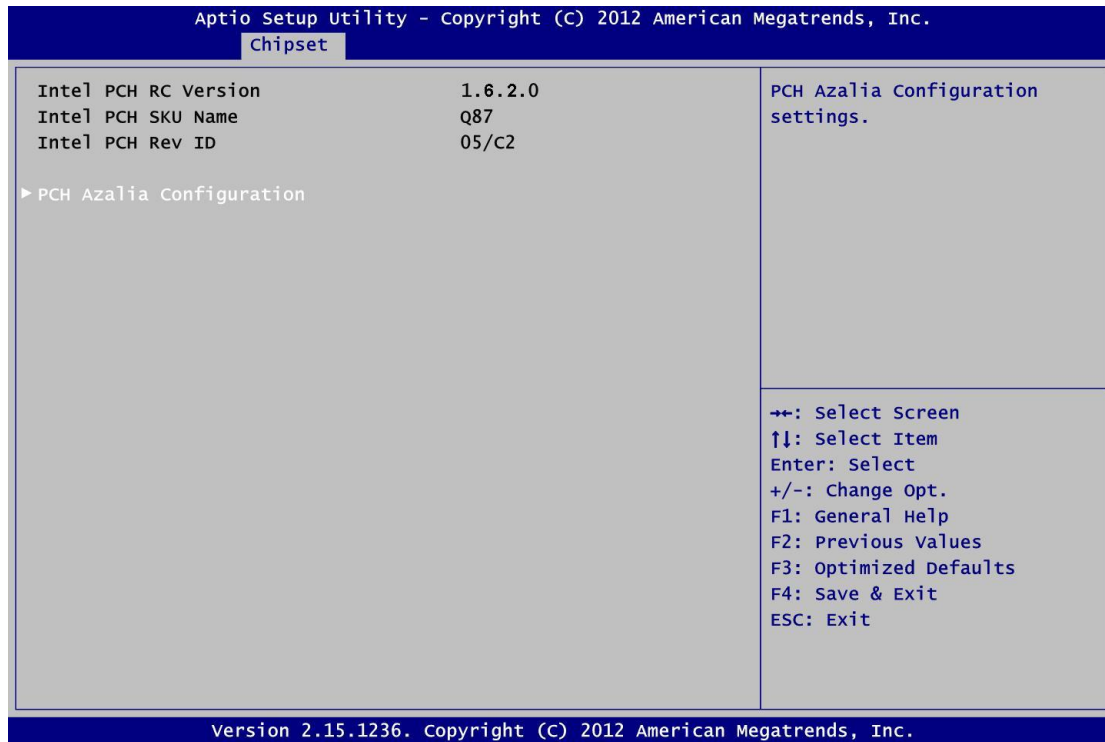 Aptio Setup Utility - Copyright (C) 2012 American Megatrends, Inc.
Chipset
Intel PCH RC Version 1.6.2.0
Intel PCH SKU Name Q87
Intel PCH Rev ID 05/C2
▶ PCH Azalia Configuration
PCH Azalia Configuration
settings.
→←: Select Screen
↑↓: Select Item
Enter: Select
+/-: Change Opt.
F1: General Help
F2: Previous Values
F3: Optimized Defaults
F4: Save & Exit
ESC: Exit
Version 2.15.1236. Copyright (C) 2012 American Megatrends, Inc.